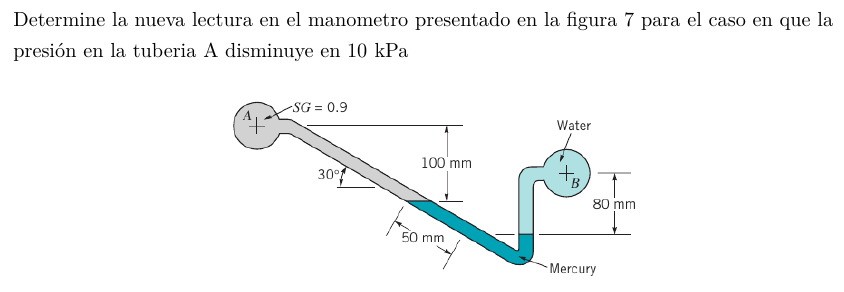 Determine la nueva lectura en el manometro presentado en la figura 7 para el caso en que la
presión en la tuberia A disminuye en 10 kPa
A
SG = 0.9
Water
100 mm
30°
B
80 mm
50 mm
Mercury